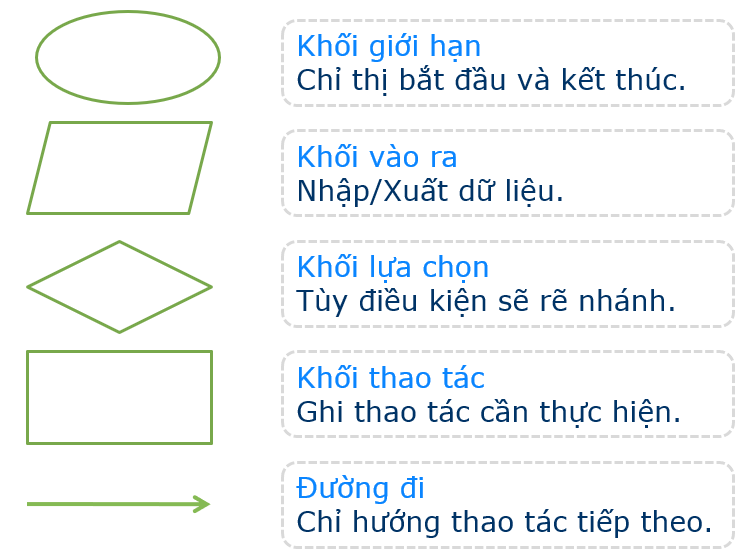 Khối giới hạn
Chỉ thị bắt đầu và kết thúc.
Khối vào ra
Nhập/Xuất dữ liệu.
Khối lựa chọn
Tùy điều kiện sẽ rẽ nhánh.
Khối thao tác
Ghi thao tác cần thực hiện.
Đường đi
Chỉ hướng thao tác tiếp theo.